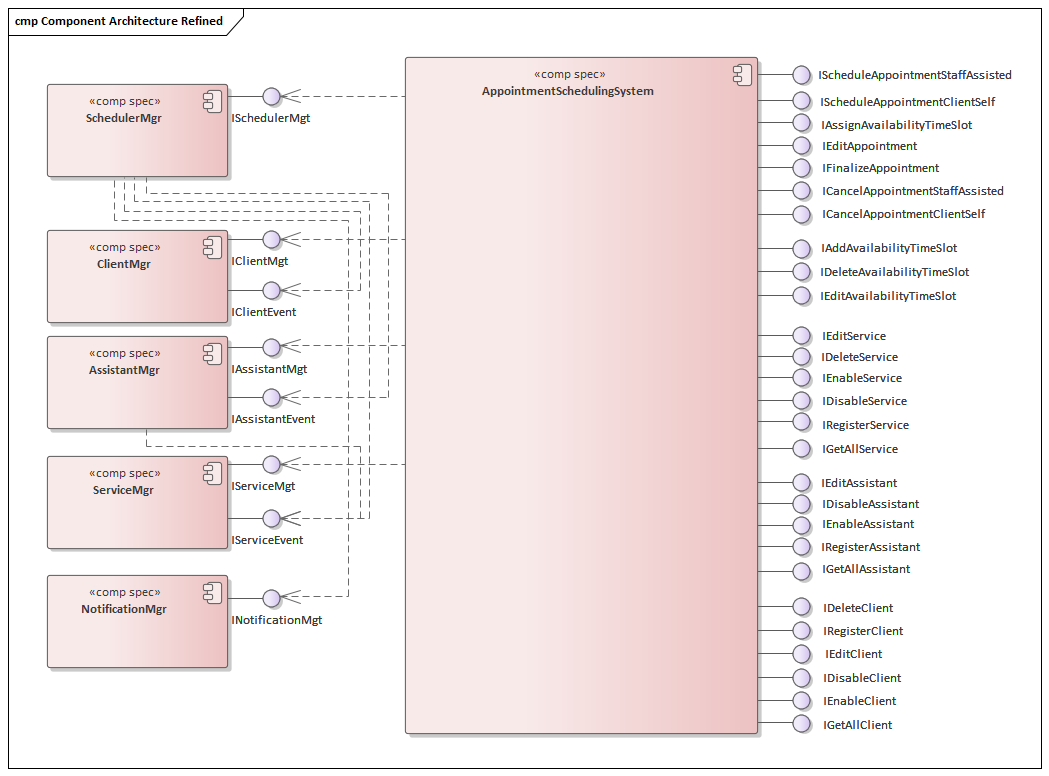 cmp Component Architecture Refined
«comp spec»
SchedulerMgr
ISchedulerMgt
«comp spec»
ClientMgr
IClientMgt
IClientEvent
«comp spec»
AssistantMgr
IAssistantMgt
IAssistantEvent
«comp spec»
ServiceMgr
IServiceMgt
IServiceEvent
«comp spec»
NotificationMgr
INotificationMgt
«comp spec»
AppointmentSchedulingSystem
IScheduleAppointmentStaffAssisted
IScheduleAppointmentClientSelf
IAssignAvailabilityTimeSlot
IEditAppointment
IFinalizeAppointment
ICancelAppointmentStaffAssisted
ICancelAppointmentClientSelf
IAddAvailabilityTimeSlot
IDeleteAvailabilityTimeSlot
IEditAvailabilityTimeSlot
IEditService
IDeleteService
IEnableService
IDisableService
IRegisterService
IGetAllService
IEditAssistant
IDisableAssistant
IEnableAssistant
IRegisterAssistant
IGetAllAssistant
IDeleteClient
IRegisterClient
IEditClient
IDisableClient
IEnableClient
IGetAllClient